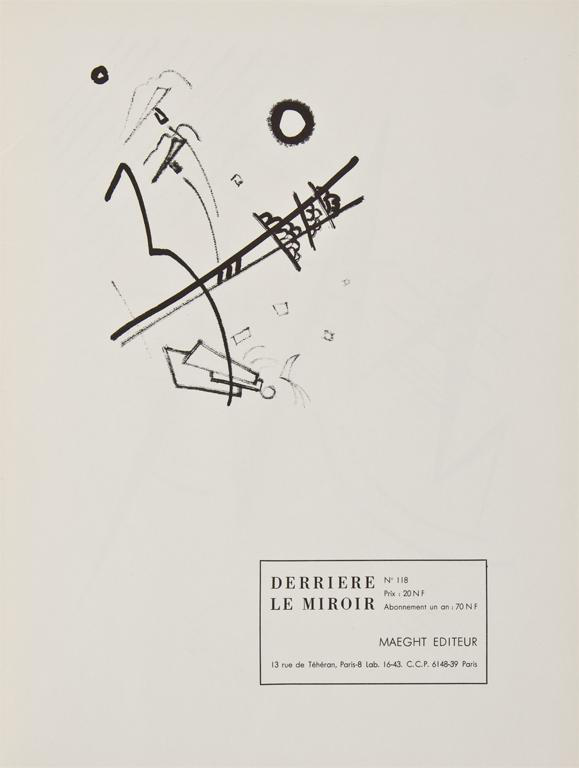 DERRIERE
LE MIROIR
N° 118
Prix : 20 N F
Abonnement un an : 70 N F
MAEGHT EDITEUR
13 rue de Téhéran, Paris-8 Lab. 16-43. C.C.P. 6148-39 Paris